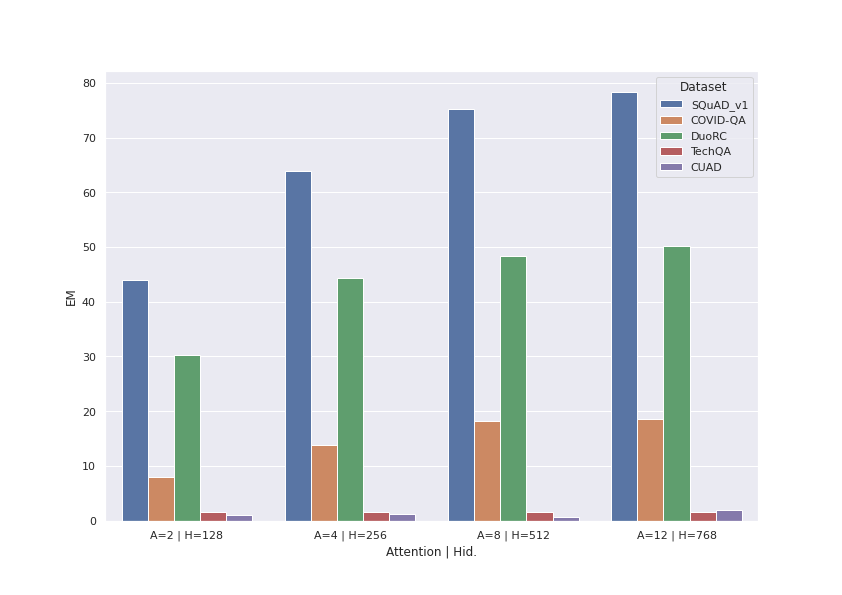 Dataset
SQuAD_v1
COVID-QA
DuoRC
TechQA
CUAD
EM
80
70
60
50
40
30
20
10
0
A=2 | H=128
A=4 | H=256
A=8 | H=512
A=12 | H=768
Attention | Hid.